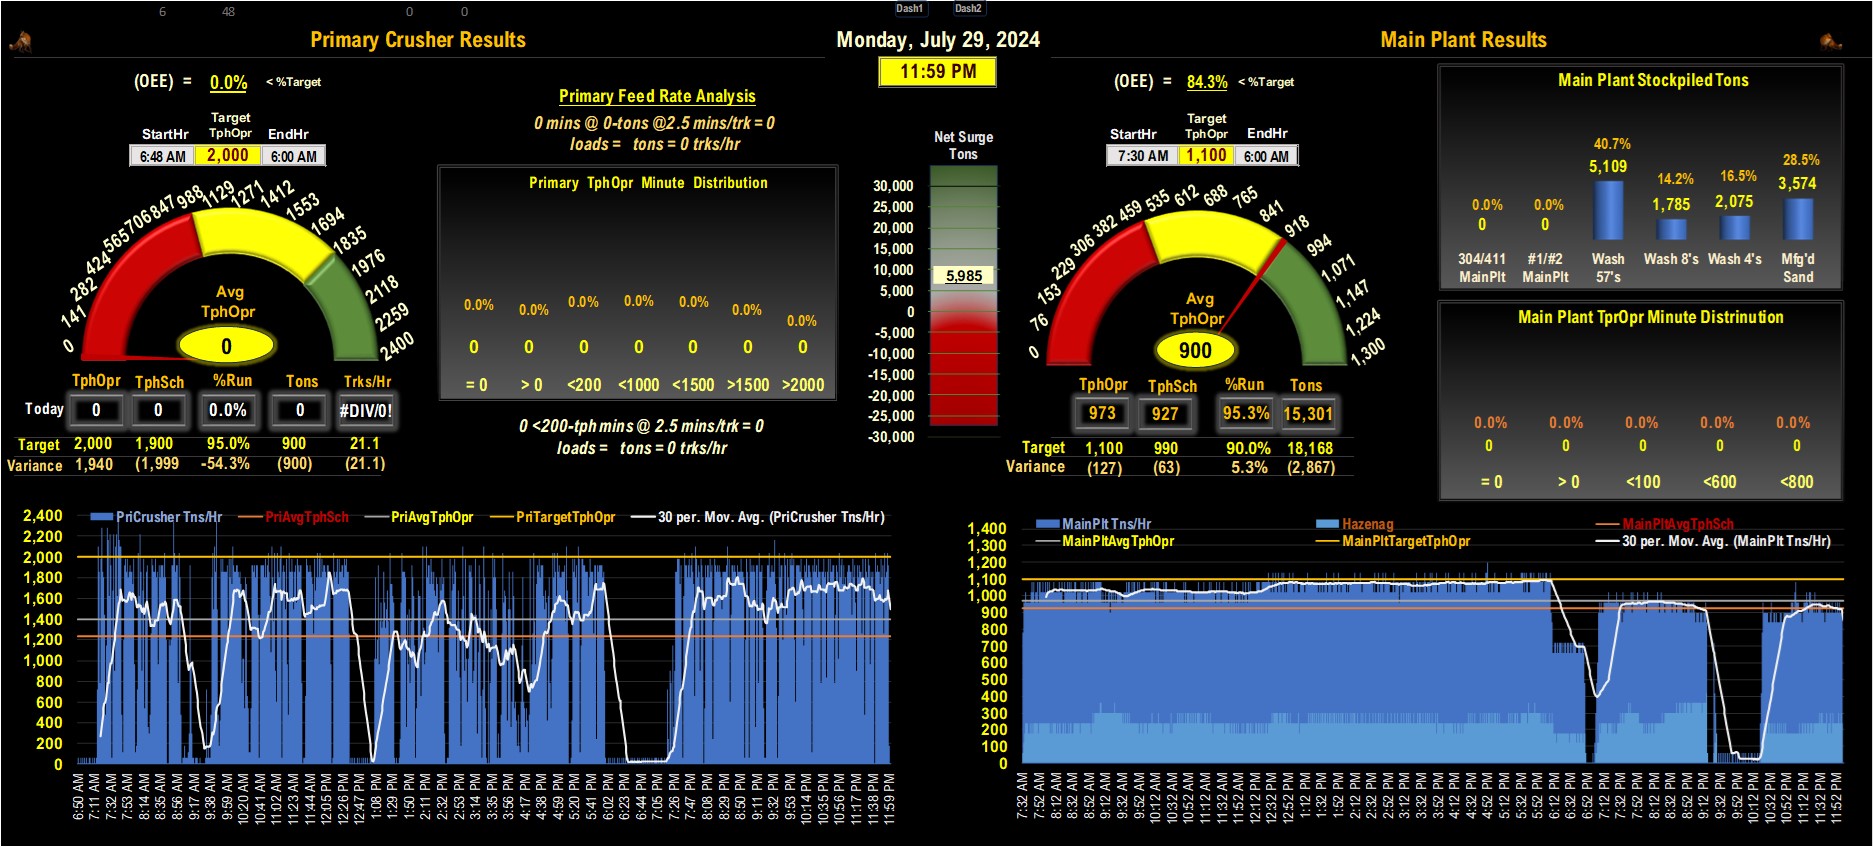 6 48 0 0 Dash1 Dash2
Primary Crusher Results
Monday, July 29, 2024
11:59 PM
Main Plant Results
(OEE) = 0.0% < %Target
Target
StartHr TphOpr EndHr
6:48 AM 2,000 6:00 AM
0 141 282 424 565 706 847 988 1129 1271 1412 1553 1694 1835 1976 2118 2259 2400
Avg
TphOpr
0
TphOpr TphSch %Run Tons Trks/Hr
Today 0 0 0.0% 0 #DIV/0!
Target 2,000 1,900 95.0% 900 21.1
Variance 1,940 (1,999 -54.3% (900) (21.1)
Primary Feed Rate Analysis
0 mins @ 0-tons @2.5 mins/trk = 0
loads = tons = 0 trks/hr
Primary TphOpr Minute Distribution
0.0% 0.0% 0.0% 0.0% 0.0% 0.0% 0.0%
0 0 0 0 0 0 0
= 0 > 0 <200 <1000 <1500 >1500 >2000
0 <200-tph mins @ 2.5 mins/trk = 0
loads = tons = 0 trks/hr
Net Surge
Tons
30,000
25,000
20,000
15,000
10,000
5,985
5,000
0
-5,000
-10,000
-15,000
-20,000
-25,000
-30,000
(OEE) = 84.3% < %Target
Target
StartHr TphOpr EndHr
7:30 AM 1,100 6:00 AM
0 76 153 229 306 382 459 535 612 688 765 841 918 994 1,071 1,147 1,224 1,300
Avg
TphOpr
900
TphOpr TphSch %Run Tons
973 927 95.3% 15,301
Target 1,100 990 90.0% 18,168
Variance (127) (63) 5.3% (2,867)
Main Plant Stockpiled Tons
0.0% 0.0% 40.7% 14.2% 16.5% 28.5%
0 0 5,109 1,785 2,075 3,574
304/411 #1/#2 Wash Wash 8's Wash 4's Mfg'd
MainPlt MainPlt 57's Sand
Main Plant TprOpr Minute Distrinution
0.0% 0.0% 0.0% 0.0% 0.0%
0 0 0 0 0
= 0 > 0 <100 <600 <800
PriCrusher Tns/Hr PriAvgTphSch PriAvgTphOpr PriTargetTphOpr 30 per. Mov. Avg. (PriCrusher Tns/Hr)
2,400
2,200
2,000
1,800
1,600
1,400
1,200
1,000
800
600
400
200
0
6:50 AM 7:11 AM 7:32 AM 7:53 AM 8:14 AM 8:35 AM 8:56 AM 9:17 AM 9:38 AM 9:59 AM 10:20 AM 10:41 AM 11:02 AM 11:23 AM 11:44 AM 12:05 PM 12:26 PM 12:47 PM 1:08 PM 1:29 PM 1:50 PM 2:11 PM 2:32 PM 2:53 PM 3:14 PM 3:35 PM 3:56 PM 4:17 PM 4:38 PM 4:59 PM 5:20 PM 5:41 PM 6:02 PM 6:23 PM 6:44 PM 7:05 PM 7:26 PM 7:47 PM 8:08 PM 8:29 PM 8:50 PM 9:11 PM 9:32 PM 9:53 PM 10:14 PM 10:35 PM 10:56 PM 11:17 PM 11:38 PM 11:59 PM
MainPlt Tns/Hr Hazenag MainPltAvgTphSch
MainPltAvgTphOpr MainPltTargetTphOpr 30 per. Mov. Avg. (MainPlt Tns/Hr)
1,400
1,300
1,200
1,100
1,000
900
800
700
600
500
400
300
200
100
0
7:32 AM 7:52 AM 8:12 AM 8:32 AM 8:52 AM 9:12 AM 9:32 AM 9:52 AM 10:12 AM 10:32 AM 10:52 AM 11:12 AM 11:32 AM 11:52 AM 12:12 PM 12:32 PM 12:52 PM 1:12 PM 1:32 PM 1:52 PM 2:12 PM 2:32 PM 2:52 PM 3:12 PM 3:32 PM 3:52 PM 4:12 PM 4:32 PM 4:52 PM 5:12 PM 5:32 PM 5:52 PM 6:12 PM 6:32 PM 6:52 PM 7:12 PM 7:32 PM 7:52 PM 8:12 PM 8:32 PM 8:52 PM 9:12 PM 9:32 PM 9:52 PM 10:12 PM 10:32 PM 10:52 PM 11:12 PM 11:32 PM 11:52 PM